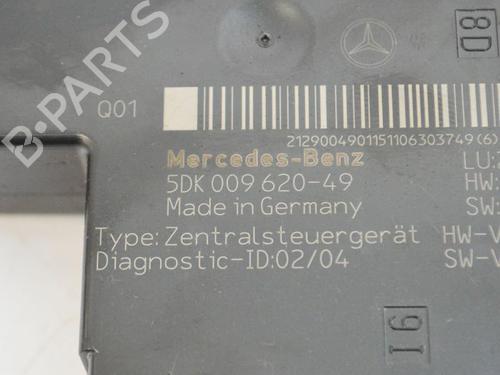 8D
Q01
2129004901151106303749(6)
Mercedes-Benz LU:
5DK 009 620-49 HW:
Made in Germany SW:
Type: Zentralsteuergerät HW-V
Diagnostic-ID:02/04 SW-V
I6
B-PARTS